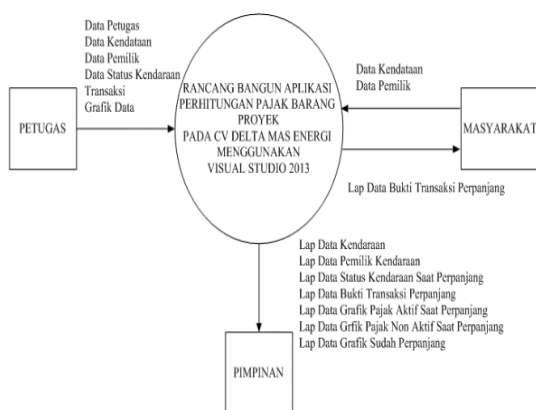 Data Petugas
Data Kendataan
Data Pemilik
Data Status Kendaraan
Transaksi
Grafik Data
PETUGAS
RANCANG BANGUN APLIKASI
PERHITUNGAN PAJAK BARANG
PROYEK
PADA CV DELTA MAS ENERGI
MENGGUNAKAN
VISUAL STUDIO 2013
Data Kendataan
Data Pemilik
MASYARAKAT
Lap Data Bukti Transaksi Perpanjang
Lap Data Kendaraan
Lap Data Pemilik Kendaraan
Lap Data Status Kendaraan Saat Perpanjang
Lap Data Bukti Transaksi Perpanjang
Lap Data Grafik Pajak Aktif Saat Perpanjang
Lap Data Grfik Pajak Non Aktif Saat Perpanjang
Lap Data Grafik Sudah Perpanjang
PIMPINAN